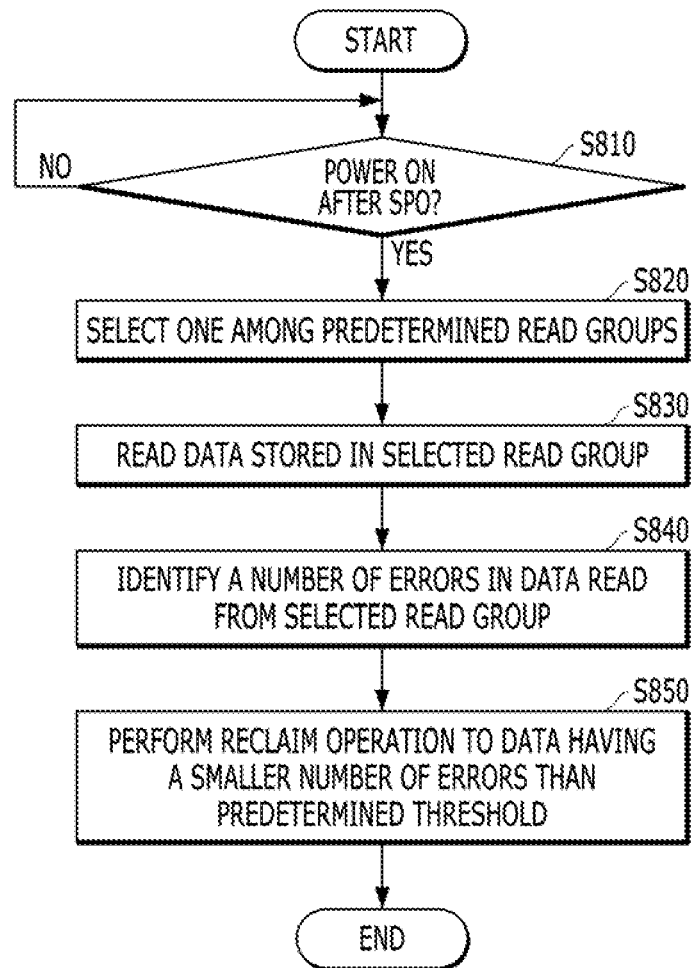 START
S810
NO
POWER ON
AFTER SPO?
YES
S820
SELECT ONE AMONG PREDETERMINED READ GROUPS
S830
READ DATA STORED IN SELECTED READ GROUP
S840
IDENTIFY A NUMBER OF ERRORS IN DATA READ
FROM SELECTED READ GROUP
S850
PERFORM RECLAIM OPERATION TO DATA HAVING
A SMALLER NUMBER OF ERRORS THAN
PREDETERMINED THRESHOLD
END